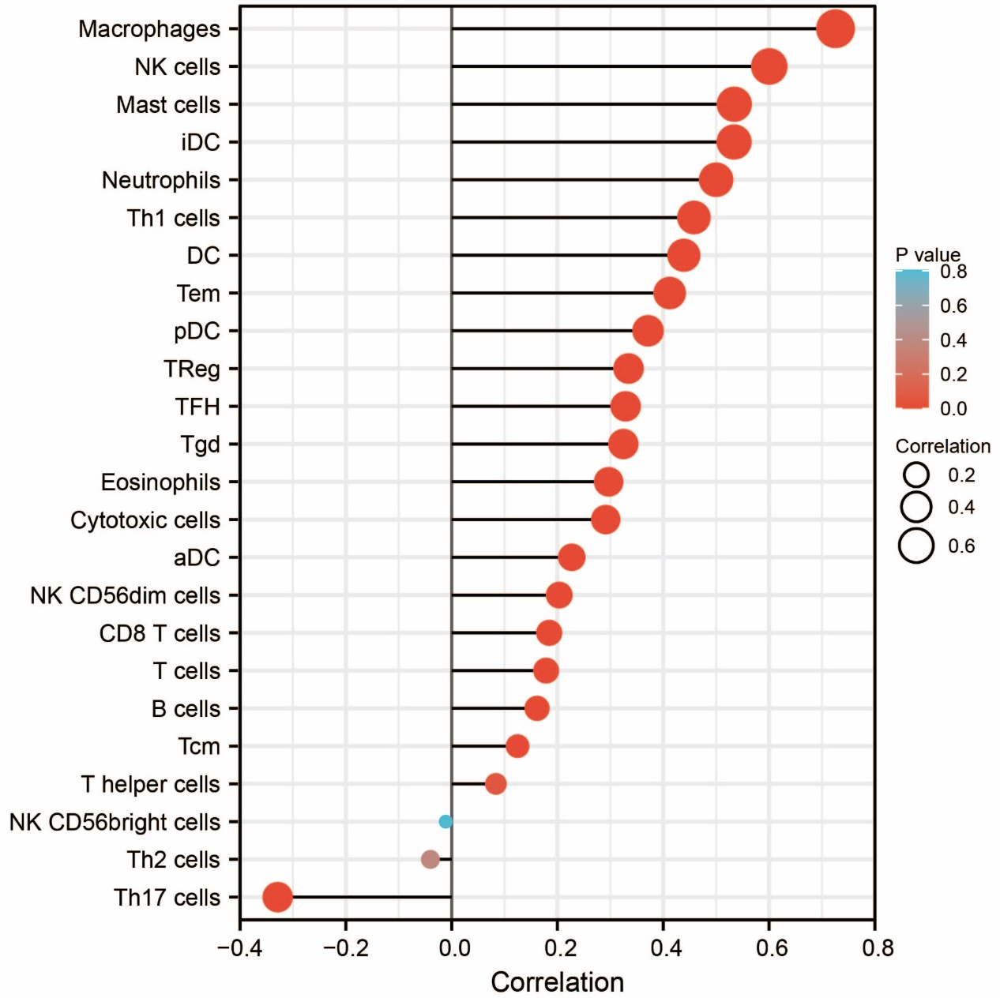 Macrophages
NK cells
Mast cells
iDC
Neutrophils
Th1 cells
DC
Tem
pDC
TReg
TFH
Tgd
Eosinophils
Cytotoxic cells
aDC
NK CD56dim cells
CD8 T cells
T cells
B cells
Tcm
T helper cells
NK CD56bright cells
Th2 cells
Th17 cells
−0.4 −0.2 0.0 0.2 0.4 0.6 0.8
Correlation
P value
0.8
0.6
0.4
0.2
0.0
Correlation
0.2
0.4
0.6